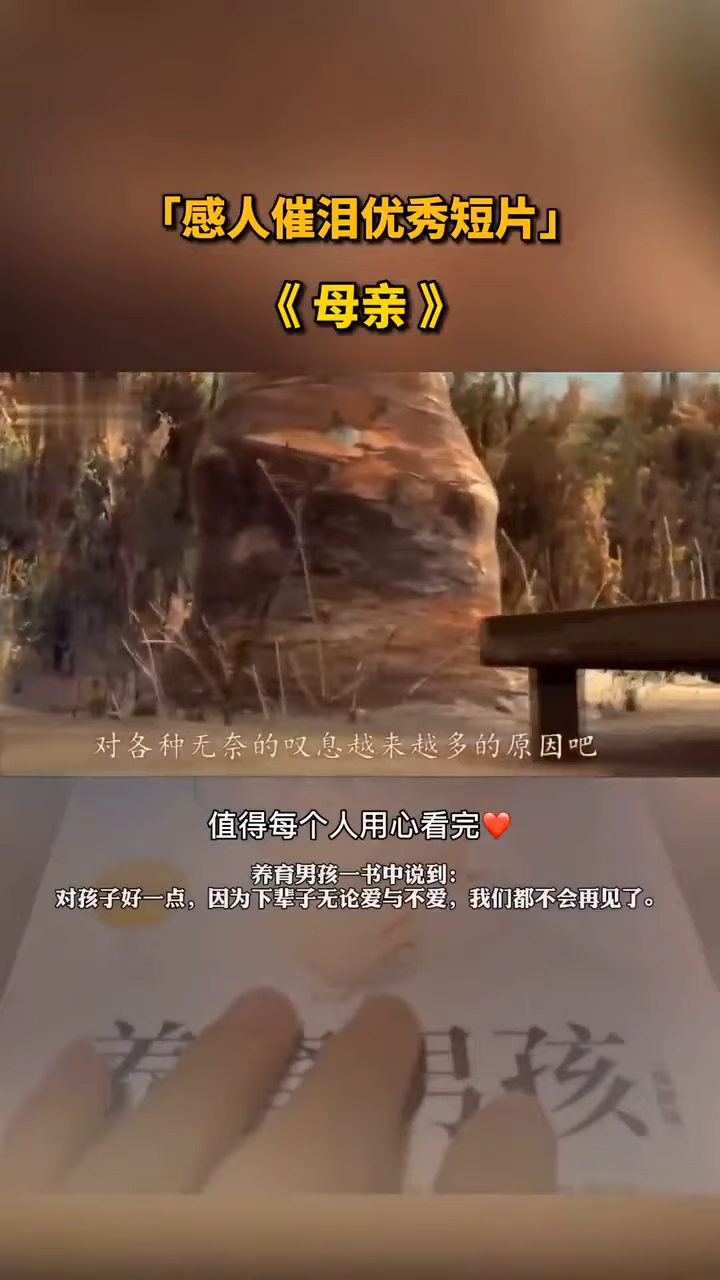 「感人催泪优秀短片」
《母亲》
对各种无奈的叹息越来越多的原因吧
值得每个人用心看完❤️
养育男孩一书中说到：
对孩子好一点，因为下辈子无论爱与不爱，我们都不会再见了。
养育男孩